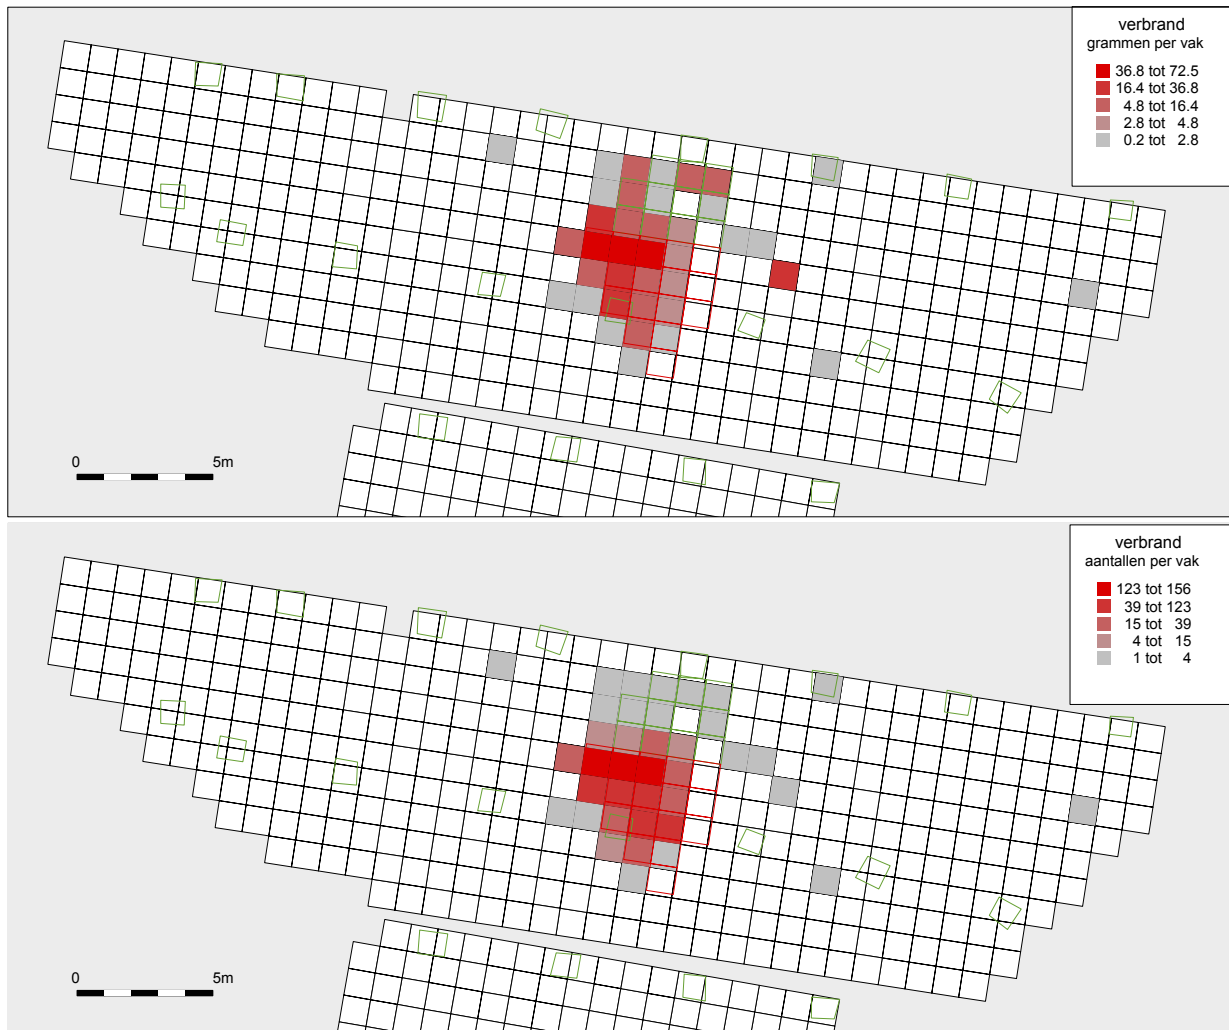 verbrand
grammen per vak
36.8 tot 72.5
16.4 tot 36.8
4.8 tot 16.4
2.8 tot 4.8
0.2 tot 2.8
0 5m
verbrand
aantallen per vak
123 tot 156
39 tot 123
15 tot 39
4 tot 15
1 tot 4
0 5m